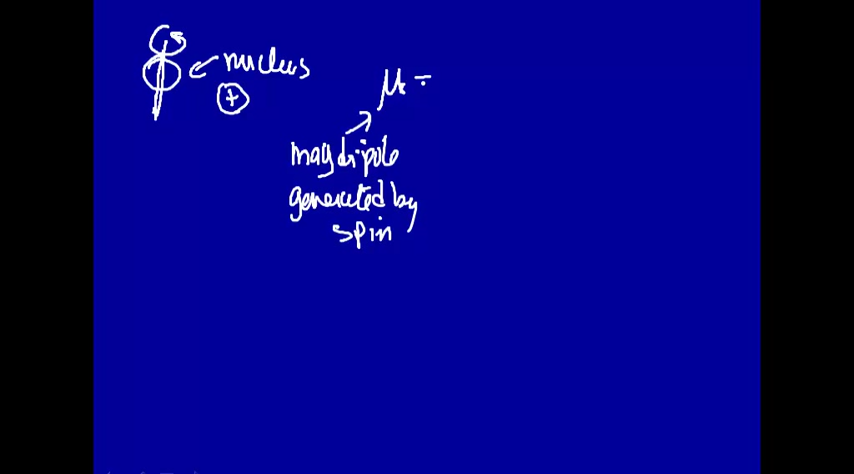 nucleus
+
μ =
mag dipole
generated by
spin